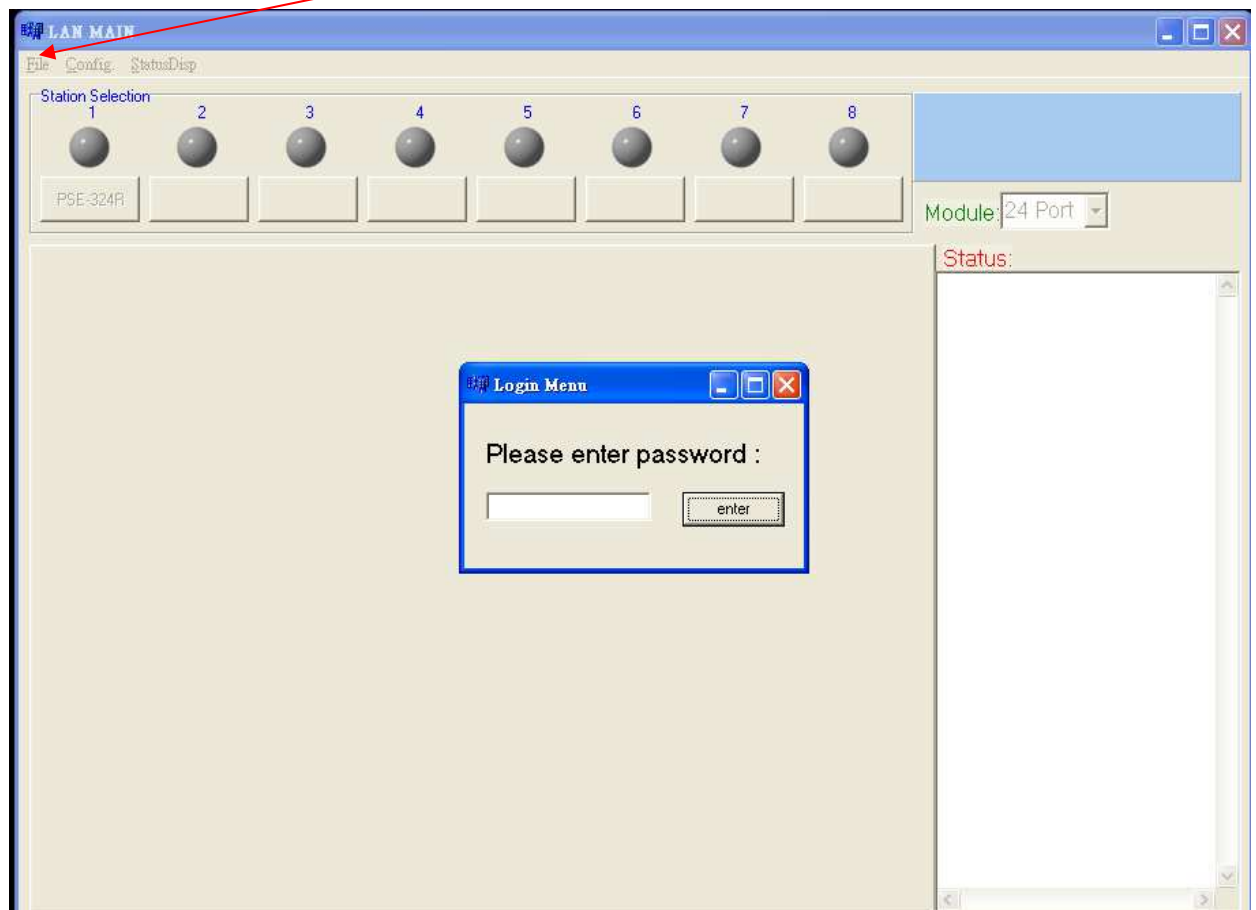 LAN MAIN
File Config. StatusDisp
Station Selection
1 2 3 4 5 6 7 8
PSE-324R
Module: 24 Port
Status:
Login Menu
Please enter password :
enter